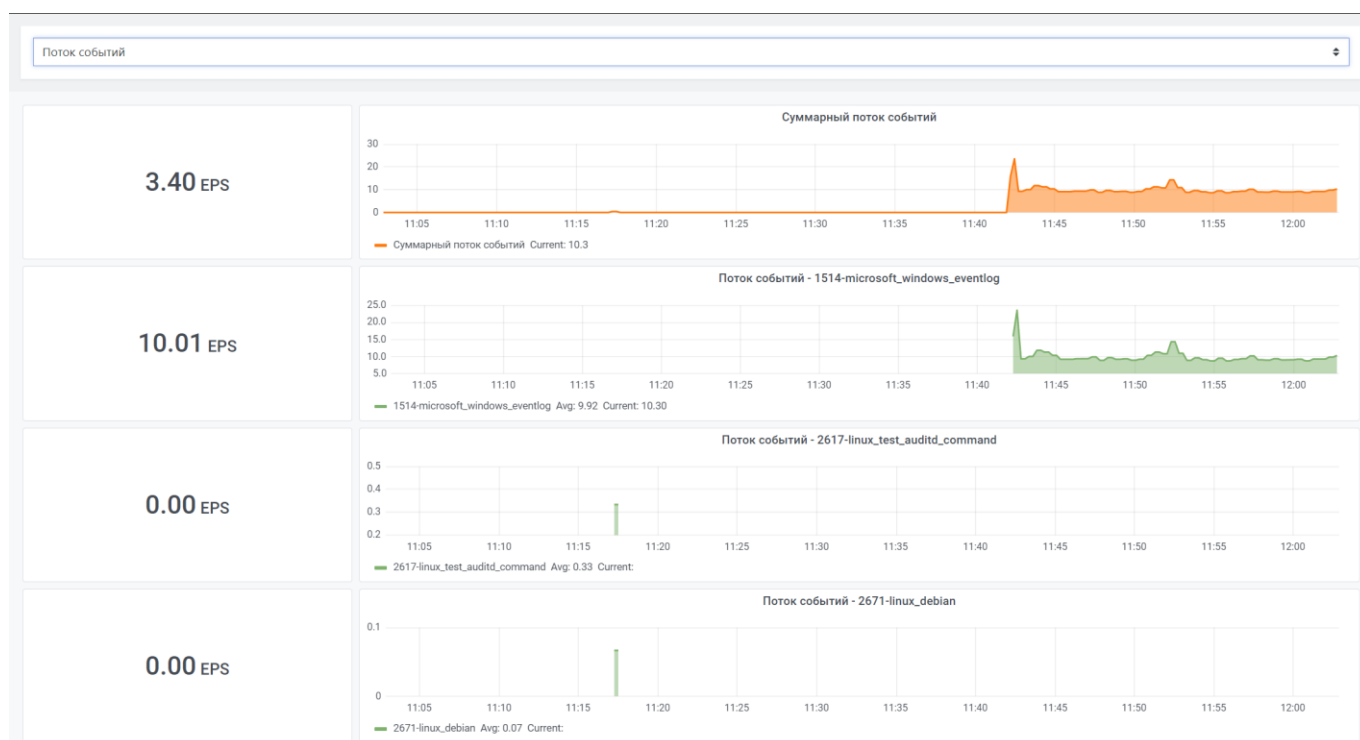 Поток событий
3.40 EPS
Суммарный поток событий
30
20
10
0
11:05 11:10 11:15 11:20 11:25 11:30 11:35 11:40 11:45 11:50 11:55 12:00
Суммарный поток событий Current: 10.3
10.01 EPS
Поток событий - 1514-microsoft_windows_eventlog
25.0
20.0
15.0
10.0
5.0
11:05 11:10 11:15 11:20 11:25 11:30 11:35 11:40 11:45 11:50 11:55 12:00
1514-microsoft_windows_eventlog Avg: 9.92 Current: 10.30
0.00 EPS
Поток событий - 2617-linux_test_auditd_command
0.5
0.4
0.3
0.2
11:05 11:10 11:15 11:20 11:25 11:30 11:35 11:40 11:45 11:50 11:55 12:00
2617-linux_test_auditd_command Avg: 0.33 Current:
0.00 EPS
Поток событий - 2671-linux_debian
0.1
0
11:05 11:10 11:15 11:20 11:25 11:30 11:35 11:40 11:45 11:50 11:55 12:00
2671-linux_debian Avg: 0.07 Current: